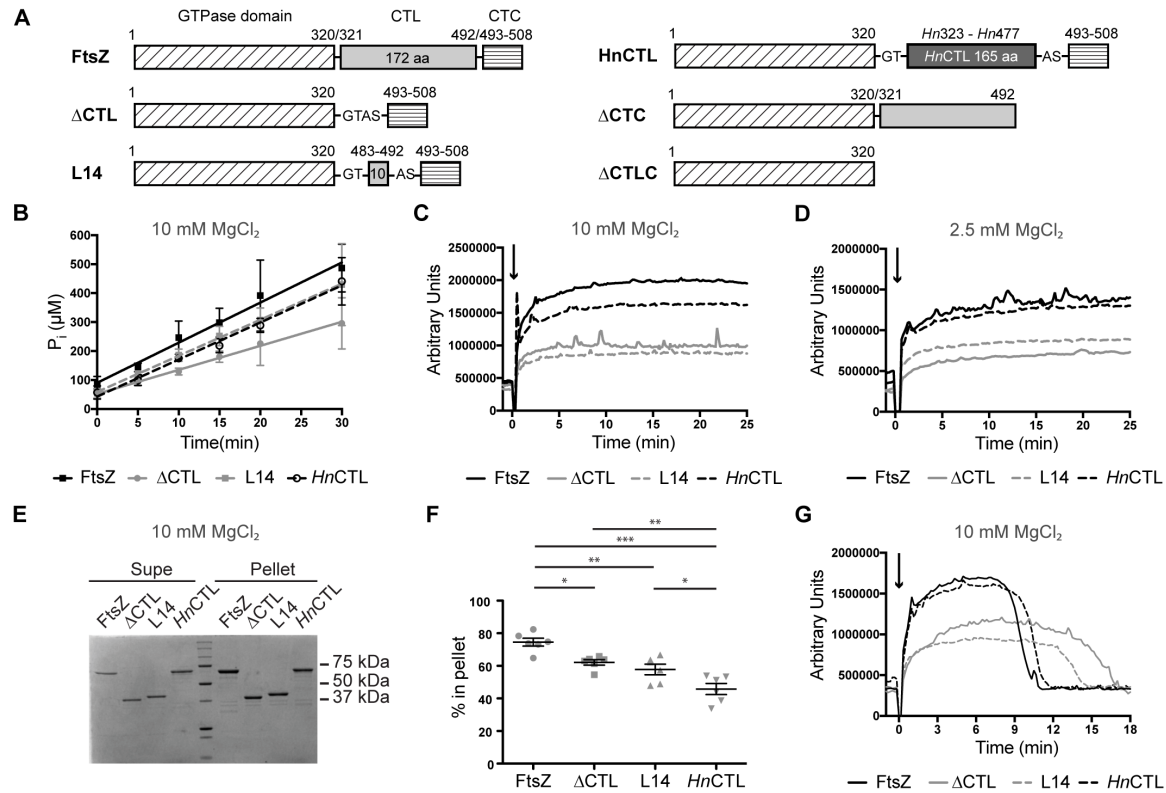 A
GTPase domain CTL CTC
1 320/321 492/493-508
FtsZ
172 aa
1 320 493-508
ΔCTL
GTAS
1 320 483-492 493-508
L14
GT 10 AS
1 320 Hn323 - Hn477 493-508
HnCTL
GT HnCTL 165 aa AS
1 320/321 492
ΔCTC
1 320
ΔCTLC
B
10 mM MgCl₂
600
500
400
300
200
100
0
Pi (µM)
0 5 10 15 20 30
Time(min)
FtsZ ΔCTL L14 HnCTL
C
10 mM MgCl₂
2500000
2000000
1500000
1000000
500000
0
Arbitrary Units
0 5 10 15 20 25
Time (min)
FtsZ ΔCTL L14 HnCTL
D
2.5 mM MgCl₂
2000000
1500000
1000000
500000
0
Arbitrary Units
0 5 10 15 20 25
Time (min)
FtsZ ΔCTL L14 HnCTL
E
10 mM MgCl₂
Supe Pellet
FtsZ ΔCTL L14 HnCTL FtsZ ΔCTL L14 HnCTL
75 kDa
50 kDa
37 kDa
F
**
***
**
* *
100
80
60
40
20
0
% in pellet
FtsZ ΔCTL L14 HnCTL
G
10 mM MgCl₂
2000000
1500000
1000000
500000
0
Arbitrary Units
0 3 6 9 12 15 18
Time (min)
FtsZ ΔCTL L14 HnCTL